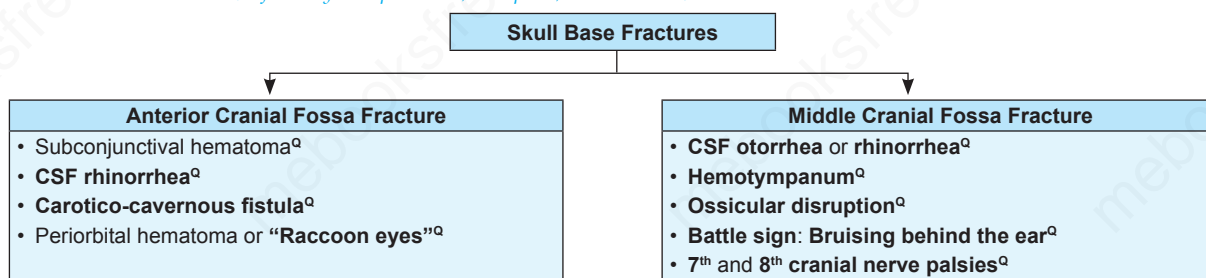 Skull Base Fractures
Anterior Cranial Fossa Fracture
• Subconjunctival hematomaQ
• CSF rhinorrheaQ
• Carotico-cavernous fistulaQ
• Periorbital hematoma or “Raccoon eyes”Q
Middle Cranial Fossa Fracture
• CSF otorrhea or rhinorrheaQ
• HemotympanumQ
• Ossicular disruptionQ
• Battle sign: Bruising behind the earQ
• 7th and 8th cranial nerve palsiesQ